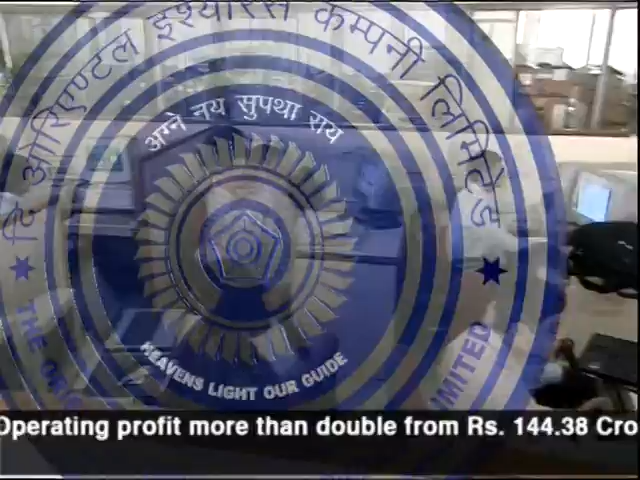 दि ओरिएण्टल इंश्योरेंस कम्पनी लिमिटेड
अग्ने नय सुपथा राय
HEAVENS LIGHT OUR GUIDE
THE
LIMITED
Operating profit more than double from Rs. 144.38 Cro